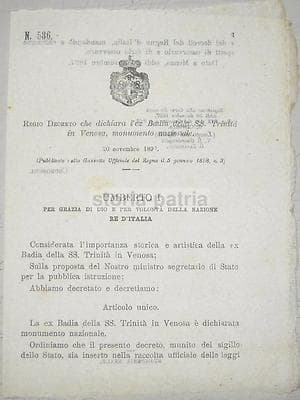 N. 536.
REGIO DECRETO che dichiara l'ex Badia della SS. Trinità
in Venosa, monumento nazionale.
20 novembre 1897.
(Pubblicato nella Gazzetta Ufficiale del Regno il 5 gennaio 1898, n. 3)
UMBERTO I
storia patria
PER GRAZIA DI DIO E PER VOLONTÀ DELLA NAZIONE
RE D'ITALIA
Considerata l'importanza storica e artistica della ex
Badia della SS. Trinità in Venosa;
Sulla proposta del Nostro ministro segretario di Stato
per la pubblica istruzione;
Abbiamo decretato e decretiamo:
Articolo unico.
La ex Badia della SS. Trinità in Venosa è dichiarata
monumento nazionale.
Ordiniamo che il presente decreto, munito del sigillo
dello Stato, sia inserto nella raccolta ufficiale delle leggi